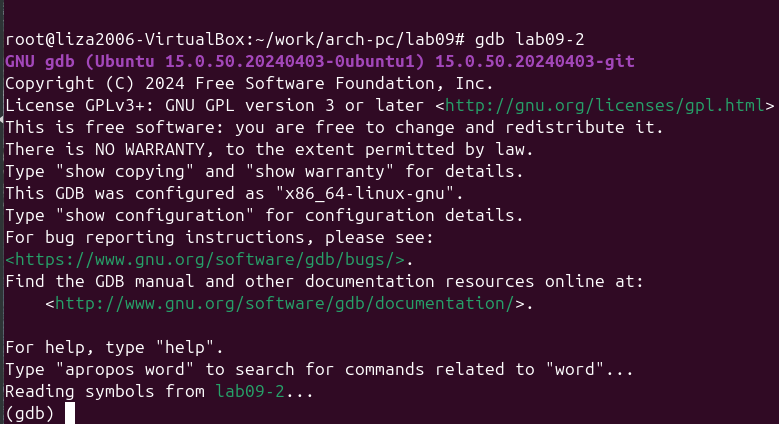 root@liza2006-VirtualBox:~/work/arch-pc/lab09# gdb lab09-2
GNU gdb (Ubuntu 15.0.50.20240403-0ubuntu1) 15.0.50.20240403-git
Copyright (C) 2024 Free Software Foundation, Inc.
License GPLv3+: GNU GPL version 3 or later <http://gnu.org/licenses/gpl.html>
This is free software: you are free to change and redistribute it.
There is NO WARRANTY, to the extent permitted by law.
Type "show copying" and "show warranty" for details.
This GDB was configured as "x86_64-linux-gnu".
Type "show configuration" for configuration details.
For bug reporting instructions, please see:
<https://www.gnu.org/software/gdb/bugs/>.
Find the GDB manual and other documentation resources online at:
    <http://www.gnu.org/software/gdb/documentation/>.

For help, type "help".
Type "apropos word" to search for commands related to "word"...
Reading symbols from lab09-2...
(gdb)